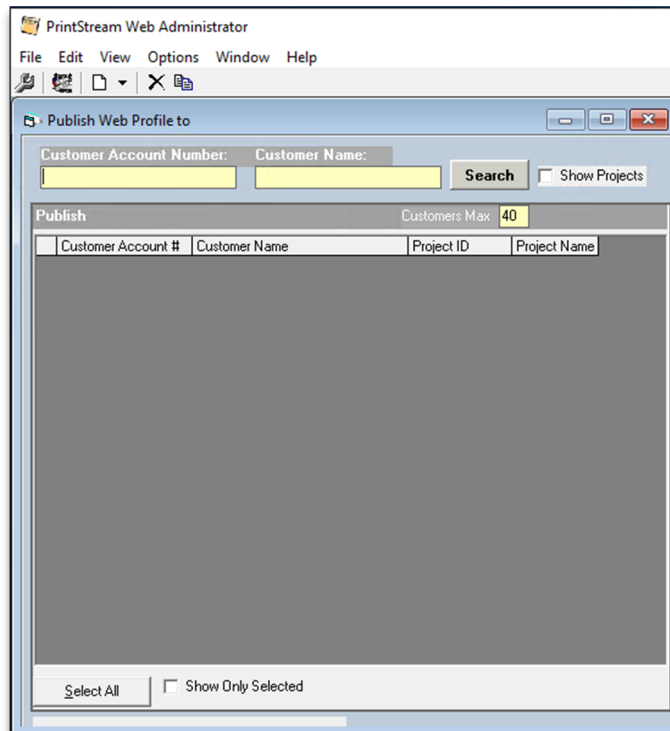 PrintStream Web Administrator
File Edit View Options Window Help
Publish Web Profile to
Customer Account Number: Customer Name:
Search Show Projects
Publish Customers Max 40
Customer Account # Customer Name Project ID Project Name
Select All Show Only Selected